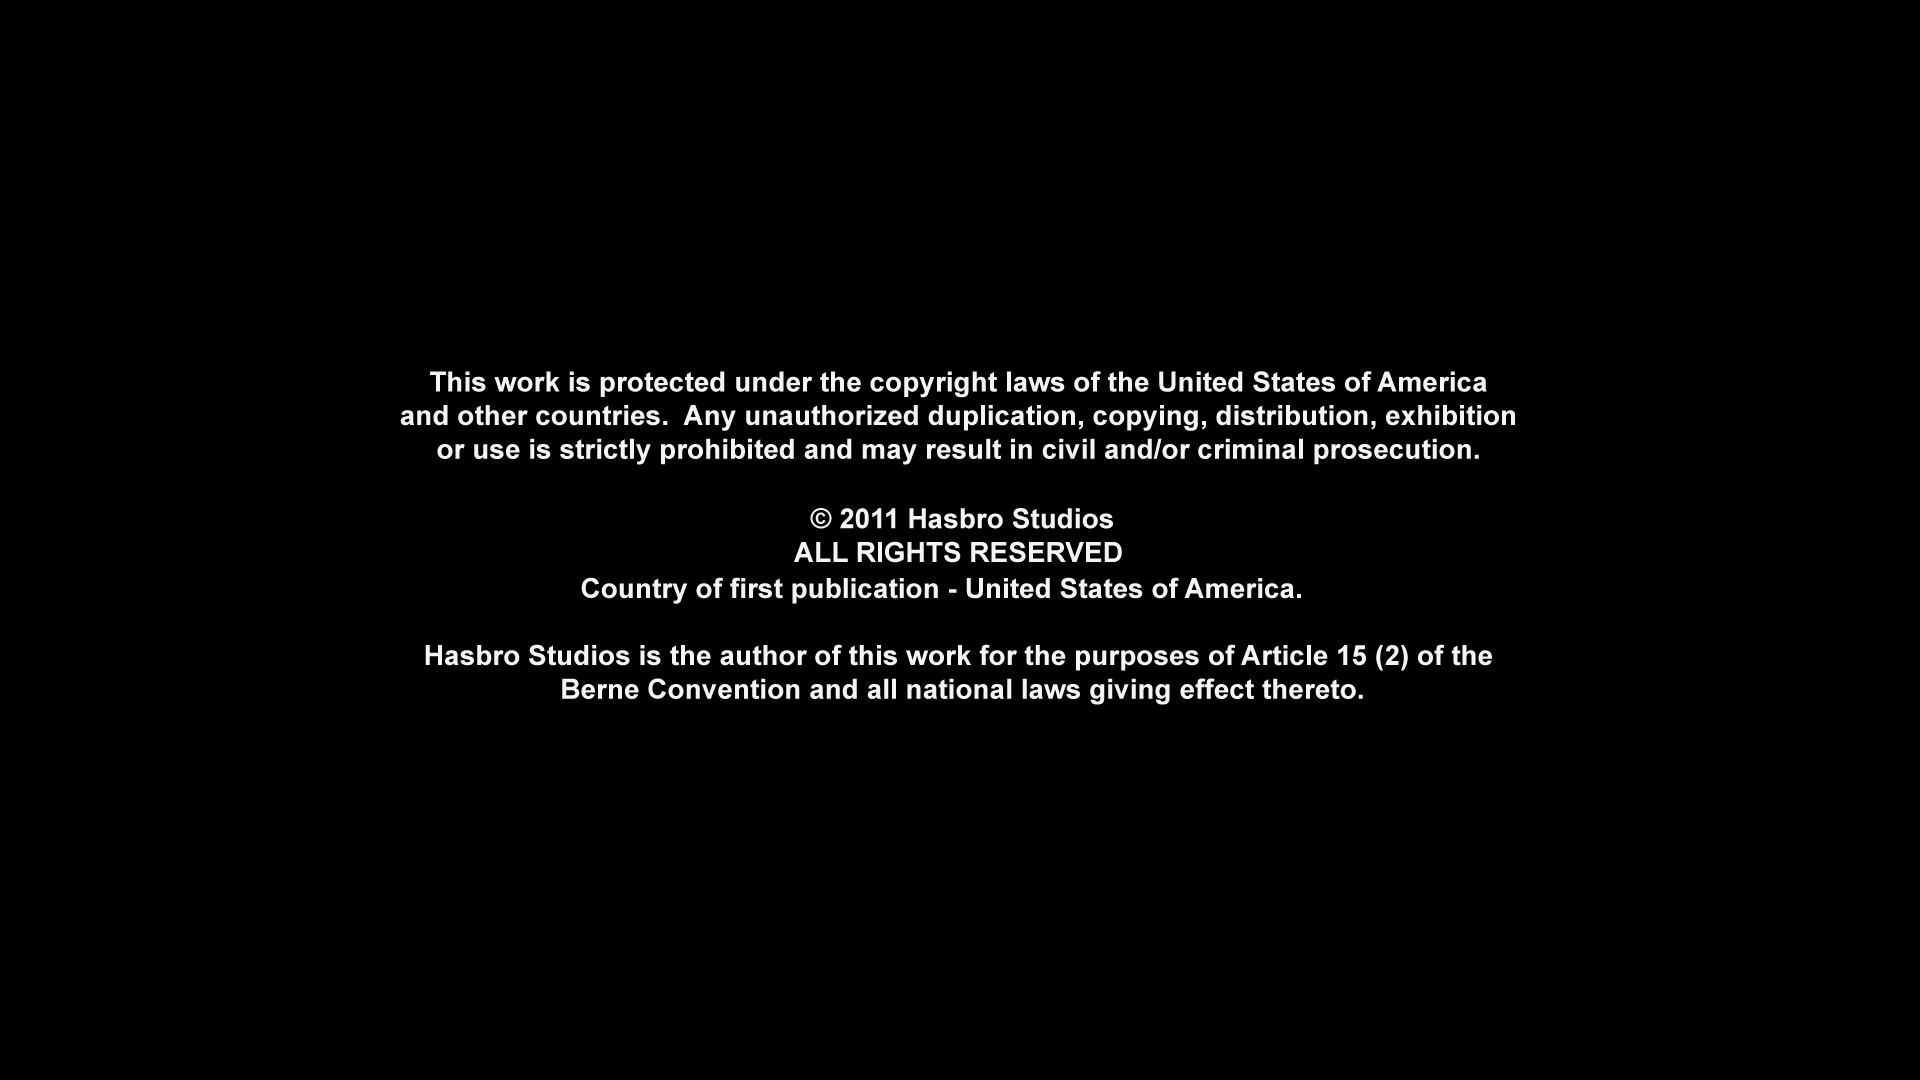 This work is protected under the copyright laws of the United States of America
and other countries.  Any unauthorized duplication, copying, distribution, exhibition
or use is strictly prohibited and may result in civil and/or criminal prosecution.
© 2011 Hasbro Studios
ALL RIGHTS RESERVED
Country of first publication - United States of America.
Hasbro Studios is the author of this work for the purposes of Article 15 (2) of the
Berne Convention and all national laws giving effect thereto.